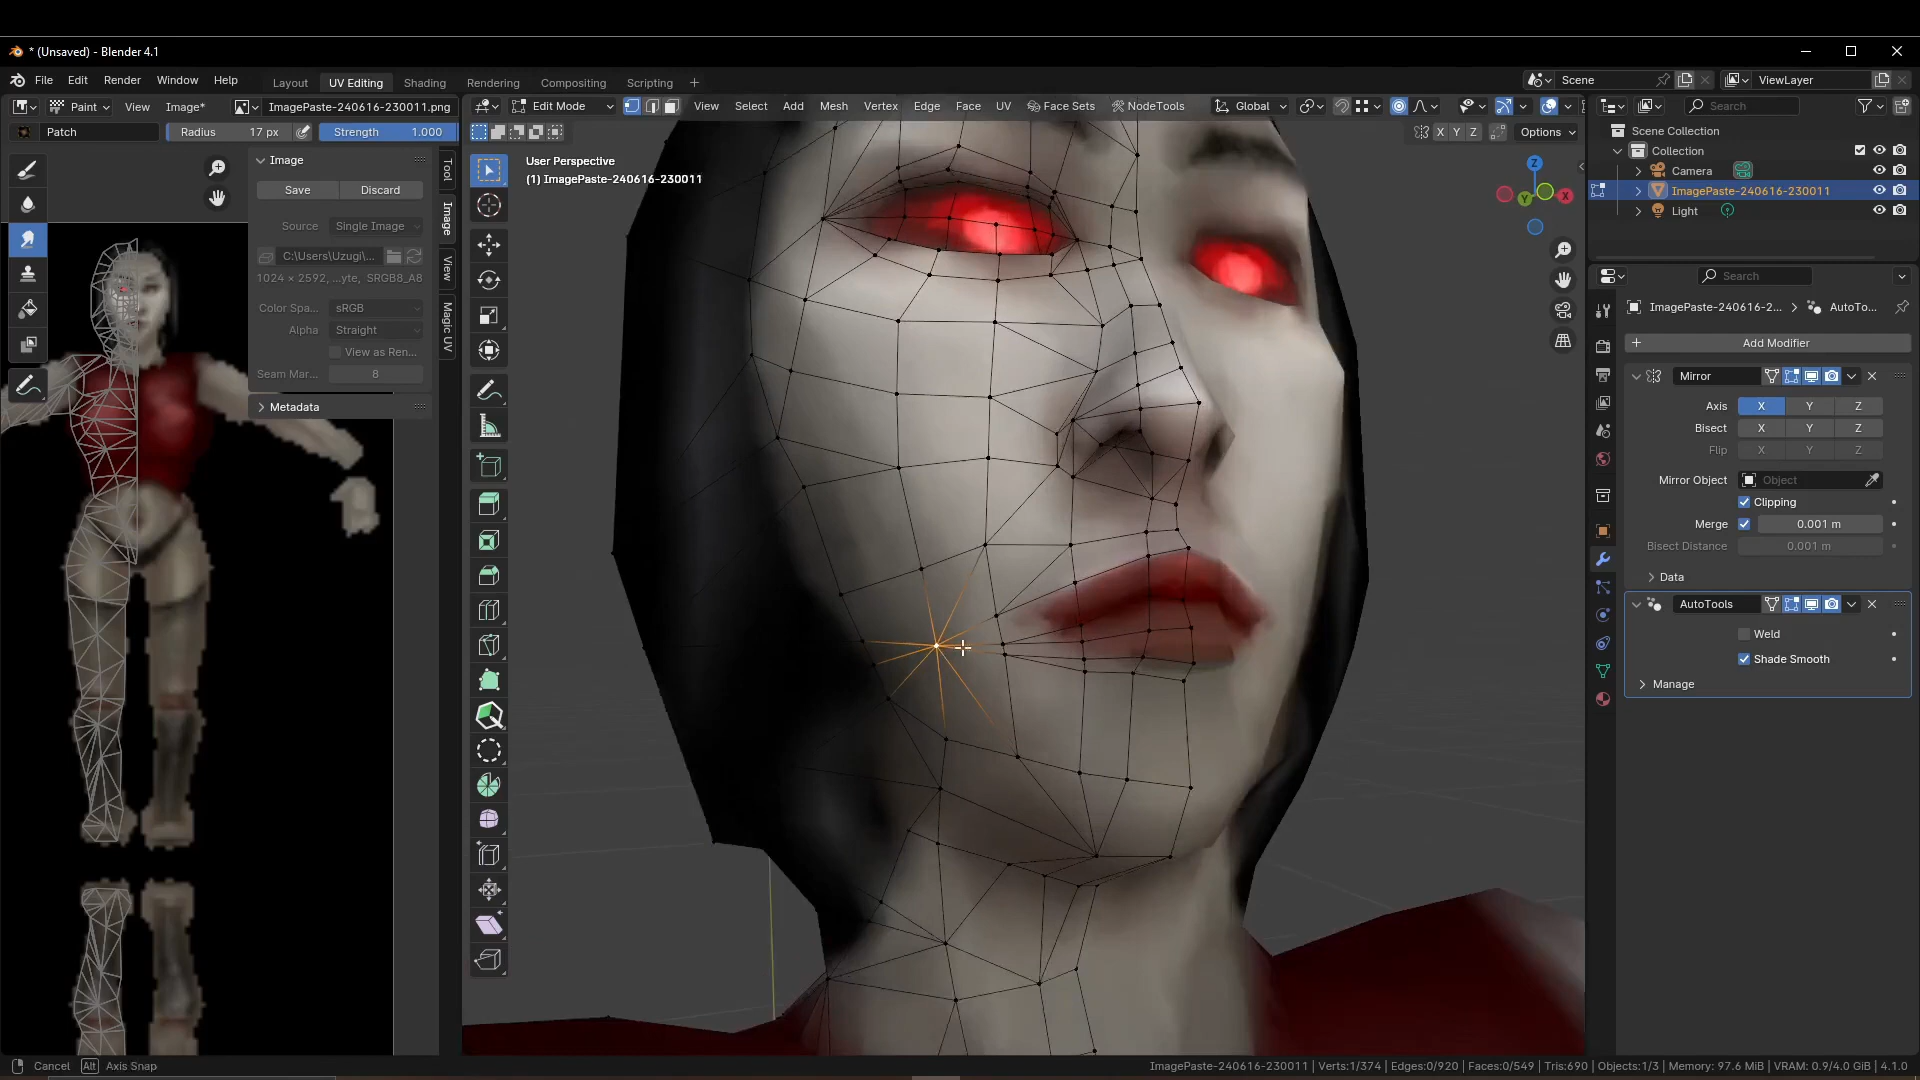 * (Unsaved) - Blender 4.1
File Edit Render Window Help
Layout UV Editing Shading Rendering Compositing Scripting +
Scene
ViewLayer
Paint View Image* ImagePaste-240616-230011.png
Edit Mode View Select Add Mesh Vertex Edge Face UV Face Sets NodeTools Global
Search
Patch Radius 17 px Strength 1.000
X Y Z Options
Image
Save Discard
Source Single Image
C:\Users\Uzugi\...
1024 × 2592, ...yte, SRGB8_A8
Color Spa... sRGB
Alpha Straight
View as Ren...
Seam Mar... 8
Metadata
Tool
Image
View
Magic UV
User Perspective
(1) ImagePaste-240616-230011
Z
X
Y
Scene Collection
Collection
Camera
ImagePaste-240616-230011
Light
Search
ImagePaste-240616-2... > AutoTo...
+ Add Modifier
Mirror
Axis X Y Z
Bisect X Y Z
Flip X Y Z
Mirror Object Object
Clipping
Merge 0.001 m
Bisect Distance 0.001 m
Data
AutoTools
Weld
Shade Smooth
Manage
Cancel Alt Axis Snap
ImagePaste-240616-230011 | Verts:1/374 | Edges:0/920 | Faces:0/549 | Tris:690 | Objects:1/3 | Memory: 97.6 MiB | VRAM: 0.9/4.0 GiB | 4.1.0